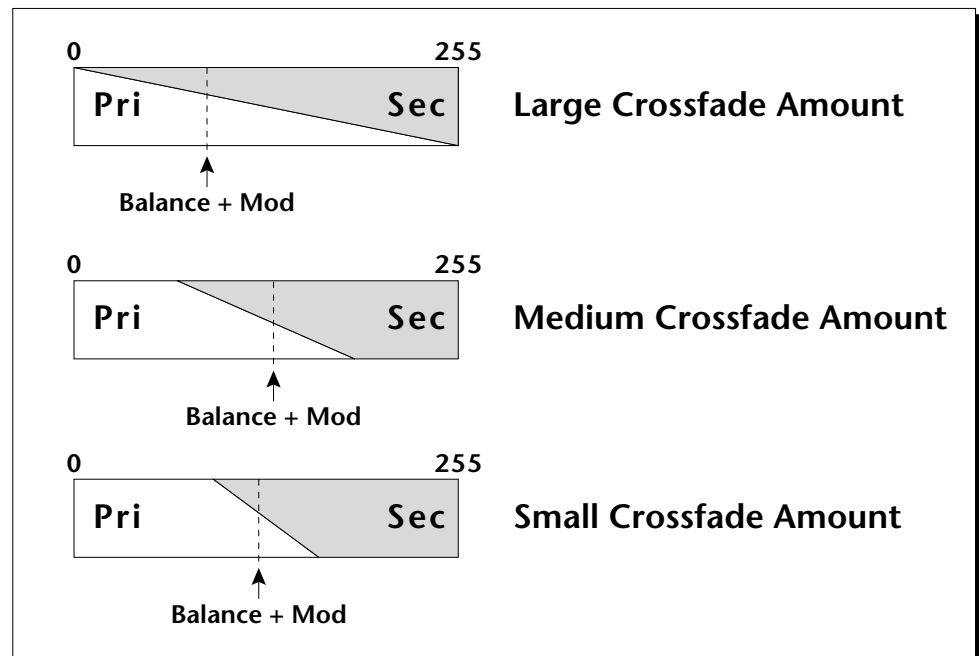 0 255
Pri Sec Large Crossfade Amount
Balance + Mod
0 255
Pri Sec Medium Crossfade Amount
Balance + Mod
0 255
Pri Sec Small Crossfade Amount
Balance + Mod